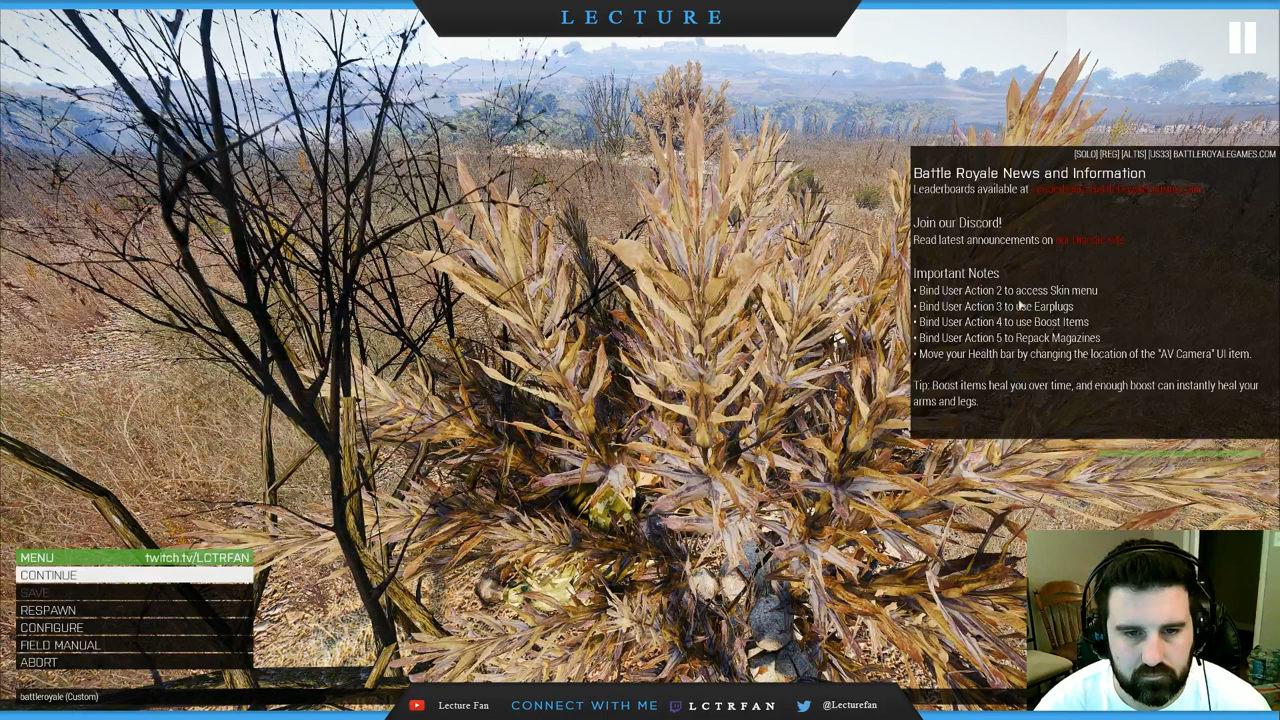 LECTURE
[SOLO] [REG] [ALTIS] [US33] BATTLEROYALEGAMES.COM
Battle Royale News and Information
Leaderboards available at
Join our Discord!
Read latest announcements on our Discord site.
Important Notes
• Bind User Action 2 to access Skin menu
• Bind User Action 3 to use Earplugs
• Bind User Action 4 to use Boost Items
• Bind User Action 5 to Repack Magazines
• Move your Health bar by changing the location of the "AV Camera" UI item.
Tip: Boost items heal you over time, and enough boost can instantly heal your
arms and legs.
MENU twitch.tv/LCTRFAN
CONTINUE
SAVE
RESPAWN
CONFIGURE
FIELD MANUAL
ABORT
battleroyale (Custom)
Lecture Fan CONNECT WITH ME LCTRFAN @Lecturefan